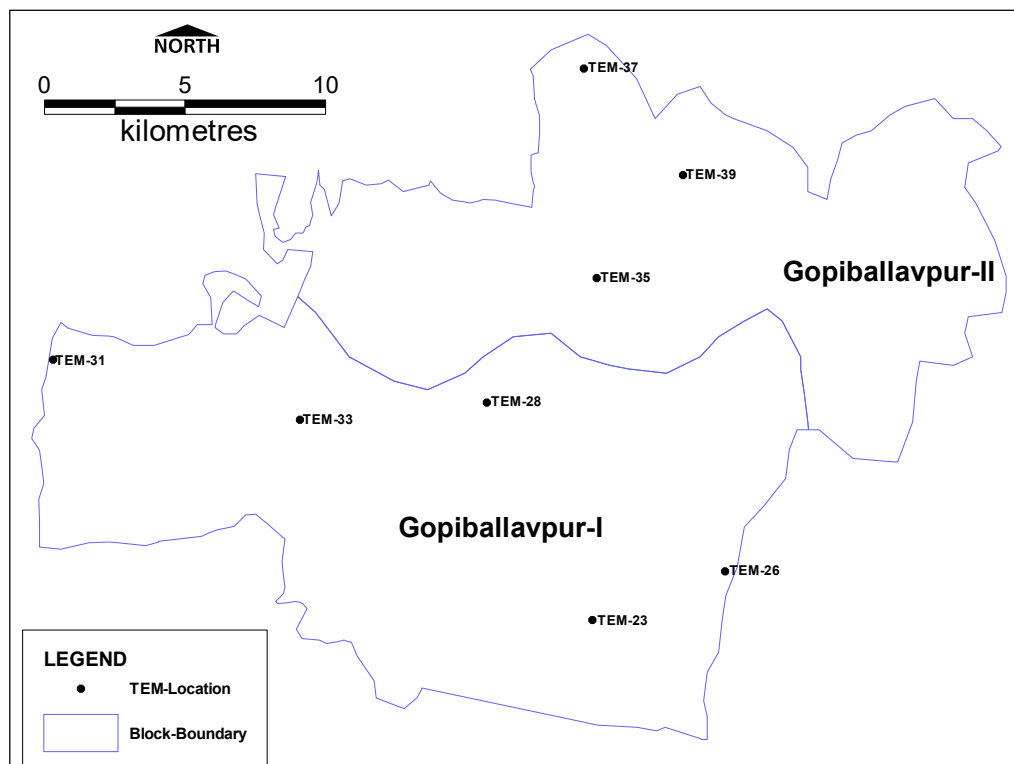 NORTH
0 5 10
kilometres
TEM-37
TEM-39
TEM-35
Gopiballavpur-II
TEM-31
TEM-28
TEM-33
Gopiballavpur-I
TEM-26
TEM-23
LEGEND
TEM-Location
Block-Boundary